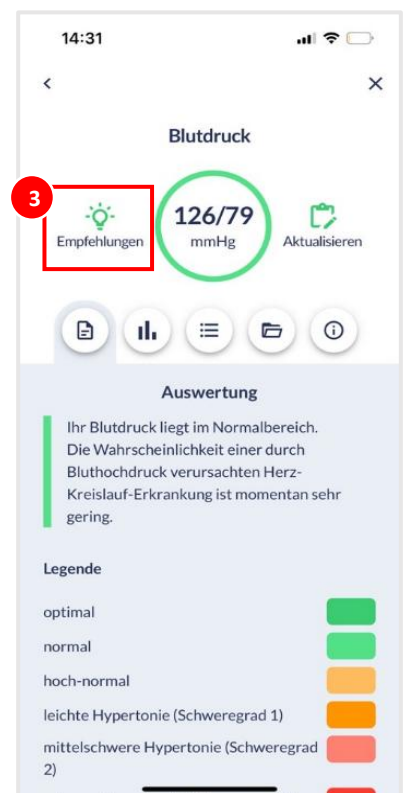 14:31
Blutdruck
3
Empfehlungen
126/79
mmHg
Aktualisieren
Auswertung
Ihr Blutdruck liegt im Normalbereich.
Die Wahrscheinlichkeit einer durch
Bluthochdruck verursachten Herz-
Kreislauf-Erkrankung ist momentan sehr
gering.
Legende
optimal
normal
hoch-normal
leichte Hypertonie (Schweregrad 1)
mittelschwere Hypertonie (Schweregrad
2)